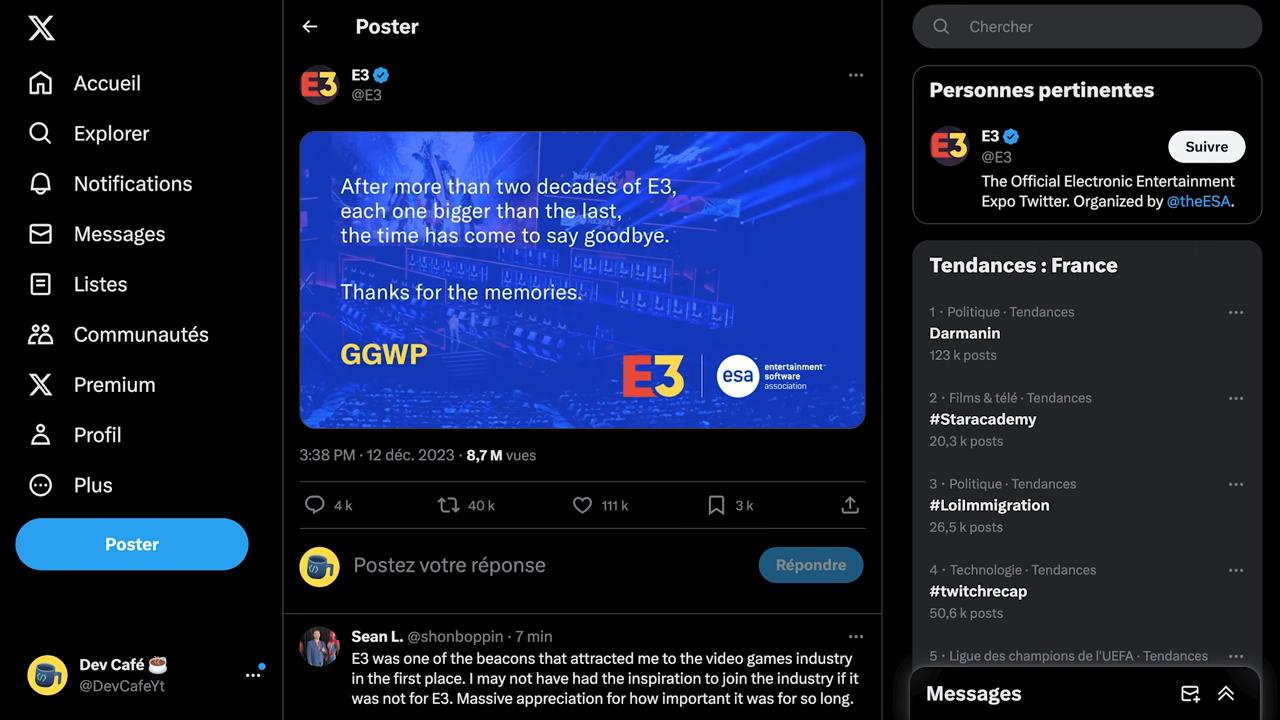 Accueil
Explorer
Notifications
Messages
Listes
Communautés
Premium
Profil
Plus
Poster
Dev Café
@DevCafeYt
Poster
E3
@E3
After more than two decades of E3,
each one bigger than the last,
the time has come to say goodbye.
Thanks for the memories.
GGWP
E3
esa
entertainment
software
association
3:38 PM · 12 déc. 2023 · 8,7 M vues
4 k
40 k
111 k
3 k
Postez votre réponse
Répondre
Sean L. @shonboppin · 7 min
E3 was one of the beacons that attracted me to the video games industry
in the first place. I may not have had the inspiration to join the industry if it
was not for E3. Massive appreciation for how important it was for so long.
Chercher
Personnes pertinentes
E3
@E3
Suivre
The Official Electronic Entertainment
Expo Twitter. Organized by @theESA.
Tendances : France
1 · Politique · Tendances
Darmanin
123 k posts
2 · Films & télé · Tendances
#Staracademy
20,3 k posts
3 · Politique · Tendances
#LoiImmigration
26,5 k posts
4 · Technologie · Tendances
#twitchrecap
50,6 k posts
5 · Ligue des champions de l'UEFA · Tendances
Messages